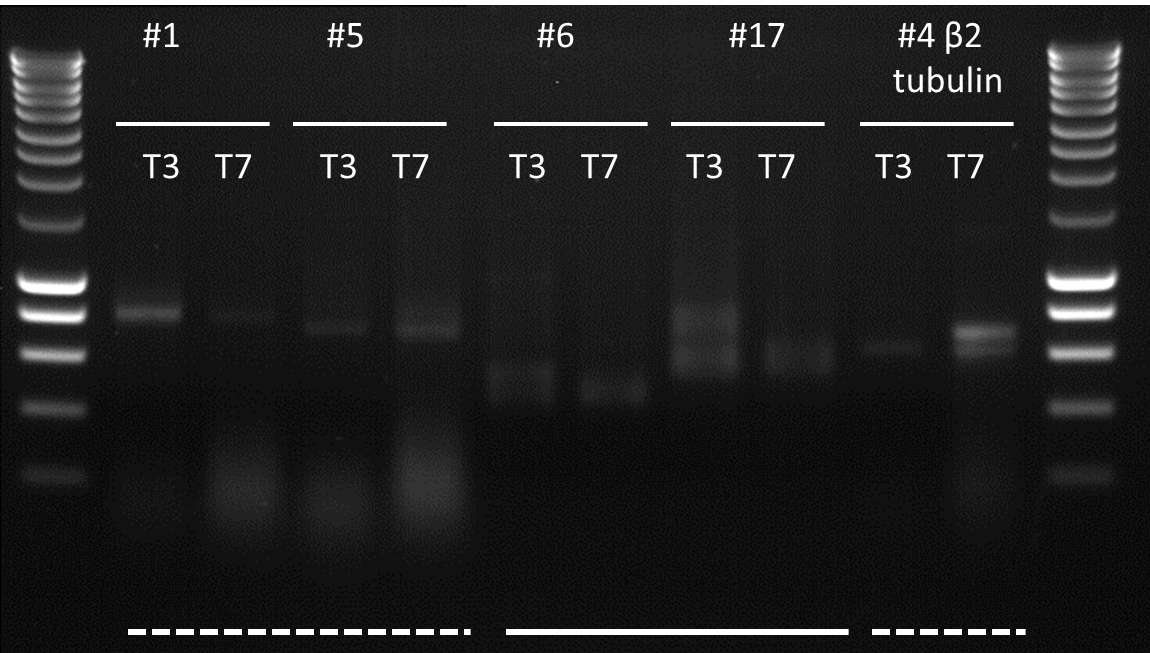 #1 #5 #6 #17 #4 β2
tubulin
T3 T7 T3 T7 T3 T7 T3 T7 T3 T7